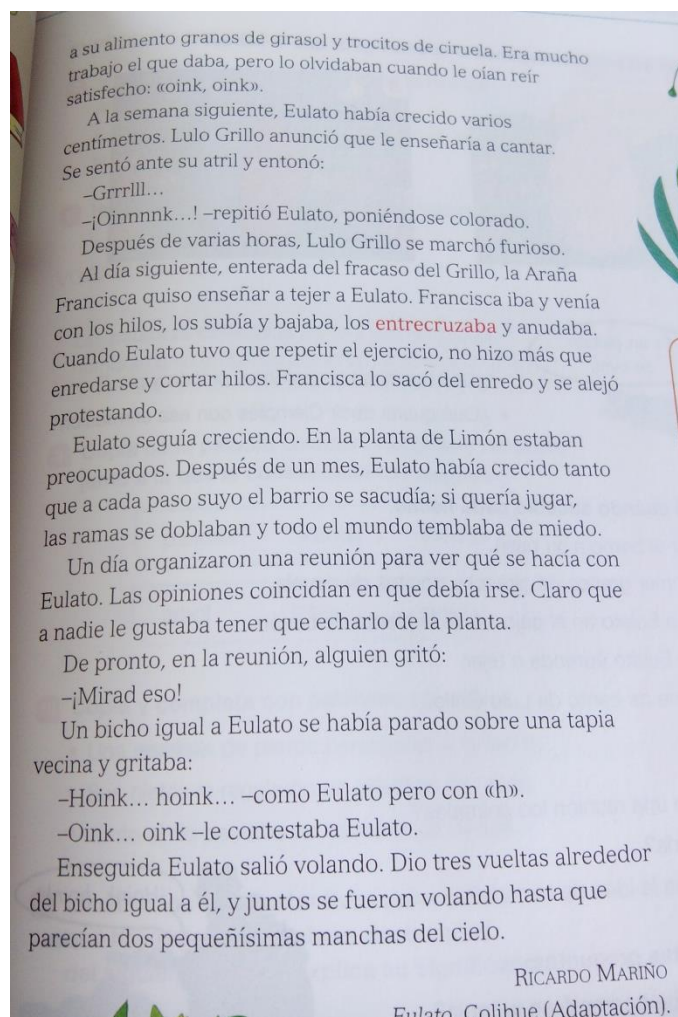 a su alimento granos de girasol y trocitos de ciruela. Era mucho
trabajo el que daba, pero lo olvidaban cuando le oían reír
satisfecho: «oink, oink».
A la semana siguiente, Eulato había crecido varios
centímetros. Lulo Grillo anunció que le enseñaría a cantar.
Se sentó ante su atril y entonó:
–Grrrlll…
–¡Oinnnnk…! –repitió Eulato, poniéndose colorado.
Después de varias horas, Lulo Grillo se marchó furioso.
Al día siguiente, enterada del fracaso del Grillo, la Araña
Francisca quiso enseñar a tejer a Eulato. Francisca iba y venía
con los hilos, los subía y bajaba, los entrecruzaba y anudaba.
Cuando Eulato tuvo que repetir el ejercicio, no hizo más que
enredarse y cortar hilos. Francisca lo sacó del enredo y se alejó
protestando.
Eulato seguía creciendo. En la planta de Limón estaban
preocupados. Después de un mes, Eulato había crecido tanto
que a cada paso suyo el barrio se sacudía; si quería jugar,
las ramas se doblaban y todo el mundo temblaba de miedo.
Un día organizaron una reunión para ver qué se hacía con
Eulato. Las opiniones coincidían en que debía irse. Claro que
a nadie le gustaba tener que echarlo de la planta.
De pronto, en la reunión, alguien gritó:
–¡Mirad eso!
Un bicho igual a Eulato se había parado sobre una tapia
vecina y gritaba:
–Hoink… hoink… –como Eulato pero con «h».
–Oink… oink –le contestaba Eulato.
Enseguida Eulato salió volando. Dio tres vueltas alrededor
del bicho igual a él, y juntos se fueron volando hasta que
parecían dos pequeñísimas manchas del cielo.
RICARDO MARIÑO
Eulato. Colihue (Adaptación).